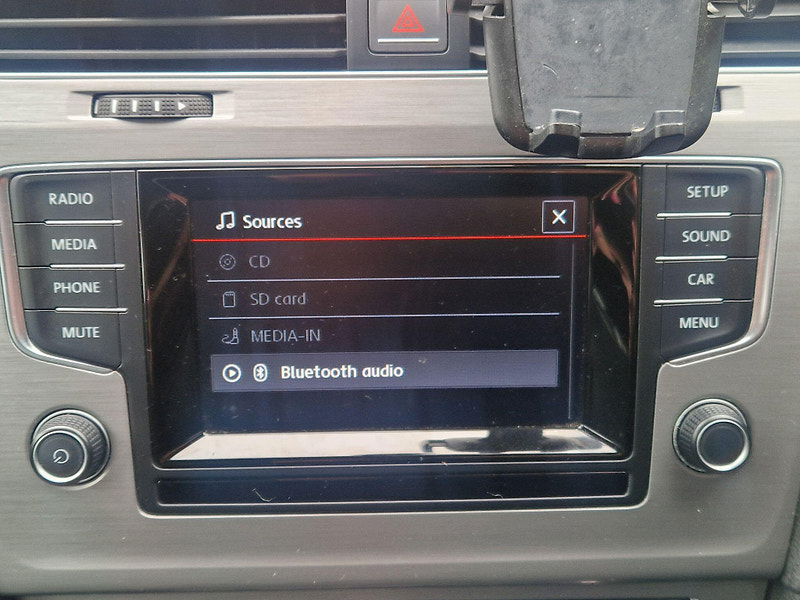 RADIO
MEDIA
PHONE
MUTE
Sources
CD
SD card
MEDIA-IN
Bluetooth audio
SETUP
SOUND
CAR
MENU